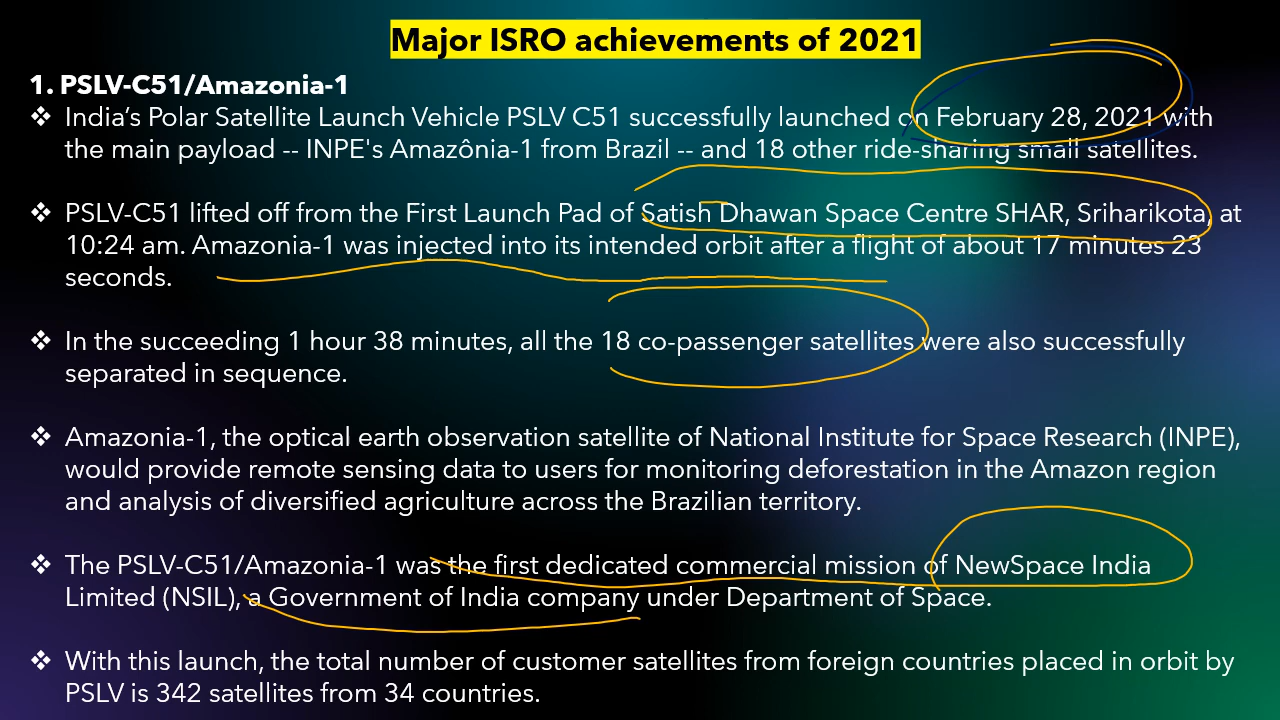 Major ISRO achievements of 2021
1. PSLV-C51/Amazonia-1
❖ India's Polar Satellite Launch Vehicle PSLV C51 successfully launched on February 28, 2021 with
the main payload -- INPE's Amazônia-1 from Brazil -- and 18 other ride-sharing small satellites.
❖ PSLV-C51 lifted off from the First Launch Pad of Satish Dhawan Space Centre SHAR, Sriharikota, at
10:24 am. Amazonia-1 was injected into its intended orbit after a flight of about 17 minutes 23
seconds.
❖ In the succeeding 1 hour 38 minutes, all the 18 co-passenger satellites were also successfully
separated in sequence.
❖ Amazonia-1, the optical earth observation satellite of National Institute for Space Research (INPE),
would provide remote sensing data to users for monitoring deforestation in the Amazon region
and analysis of diversified agriculture across the Brazilian territory.
❖ The PSLV-C51/Amazonia-1 was the first dedicated commercial mission of NewSpace India
Limited (NSIL), a Government of India company under Department of Space.
❖ With this launch, the total number of customer satellites from foreign countries placed in orbit by
PSLV is 342 satellites from 34 countries.